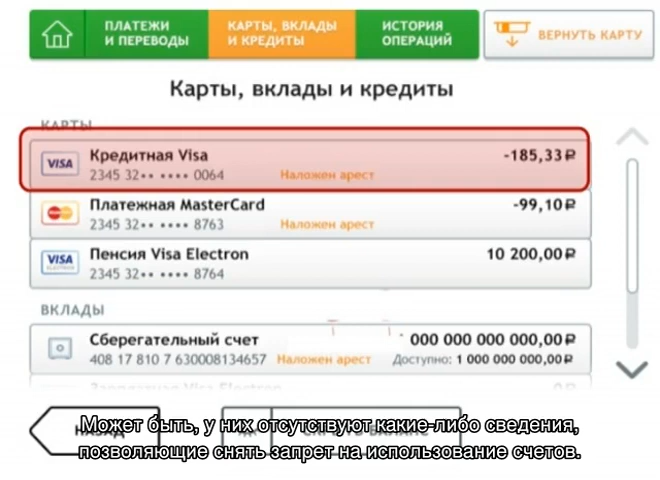 ПЛАТЕЖИ
И ПЕРЕВОДЫ
КАРТЫ, ВКЛАДЫ
И КРЕДИТЫ
ИСТОРИЯ
ОПЕРАЦИЙ
ВЕРНУТЬ КАРТУ
Карты, вклады и кредиты
КАРТЫ
VISA Кредитная Visa -185,33 ₽
2345 32•• •••• 0064 Наложен арест
Платежная MasterCard -99,10 ₽
2345 32•• •••• 8763 Наложен арест
VISA Пенсия Visa Electron 10 200,00 ₽
2345 32•• •••• 8764
ВКЛАДЫ
Сберегательный счет 000 000 000 000,00 ₽
408 17 810 7 630008134657 Наложен арест Доступно: 1 000 000 000,00 ₽
Зарплатная Visa Electron
НАЗАД
Может быть, у них отсутствуют какие-либо сведения,
позволяющие снять запрет на использование счетов.